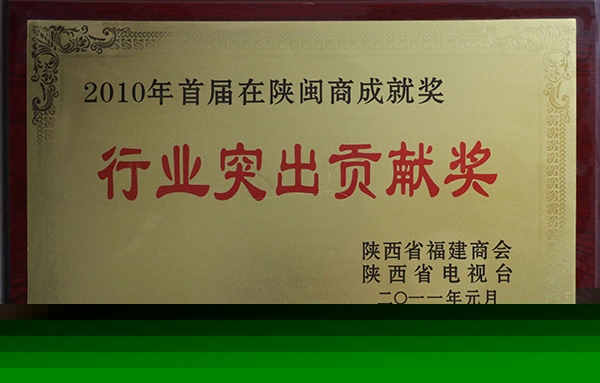 2010年首届在陕闽商成就奖
行业突出贡献奖
陕西省福建商会
陕西省电视台
二〇一一年元月